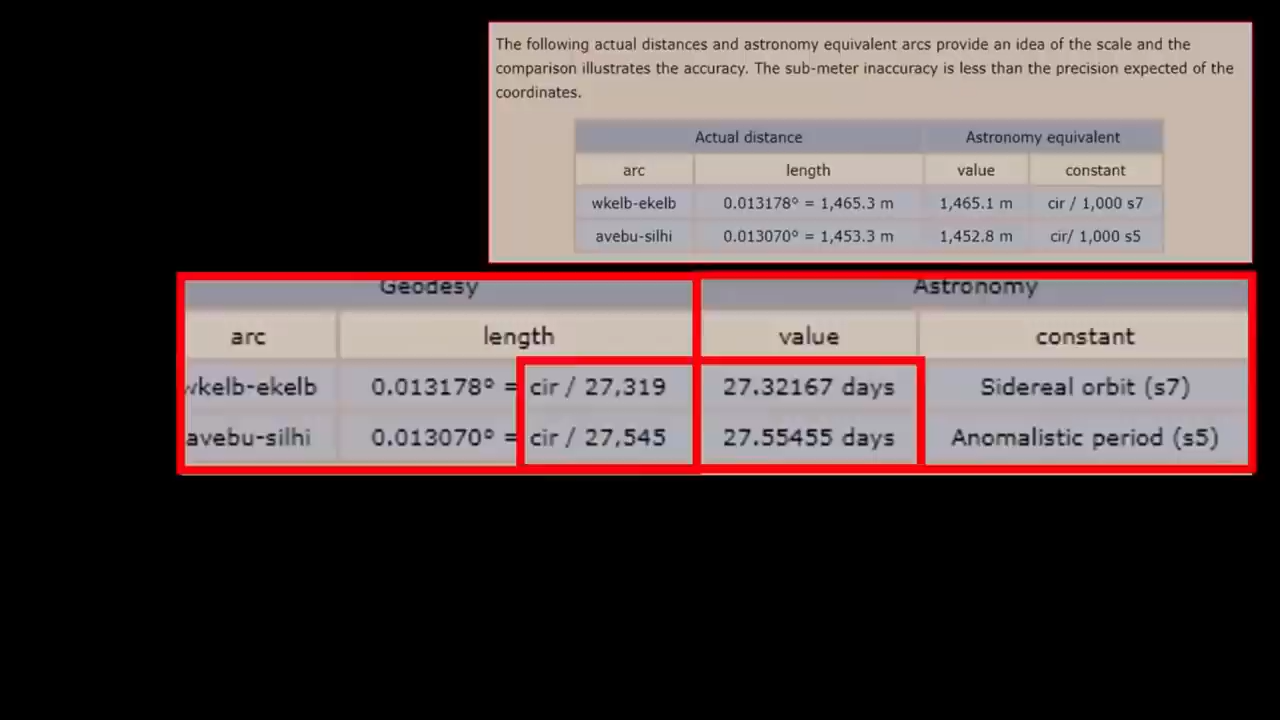 The following actual distances and astronomy equivalent arcs provide an idea of the scale and the
comparison illustrates the accuracy. The sub-meter inaccuracy is less than the precision expected of the
coordinates.
Actual distance Astronomy equivalent
arc length value constant
wkelb-ekelb 0.013178º = 1,465.3 m 1,465.1 m cir / 1,000 s7
avebu-silhi 0.013070º = 1,453.3 m 1,452.8 m cir/ 1,000 s5
Geodesy Astronomy
arc length value constant
wkelb-ekelb 0.013178º = cir / 27,319 27.32167 days Sidereal orbit (s7)
avebu-silhi 0.013070º = cir / 27,545 27.55455 days Anomalistic period (s5)